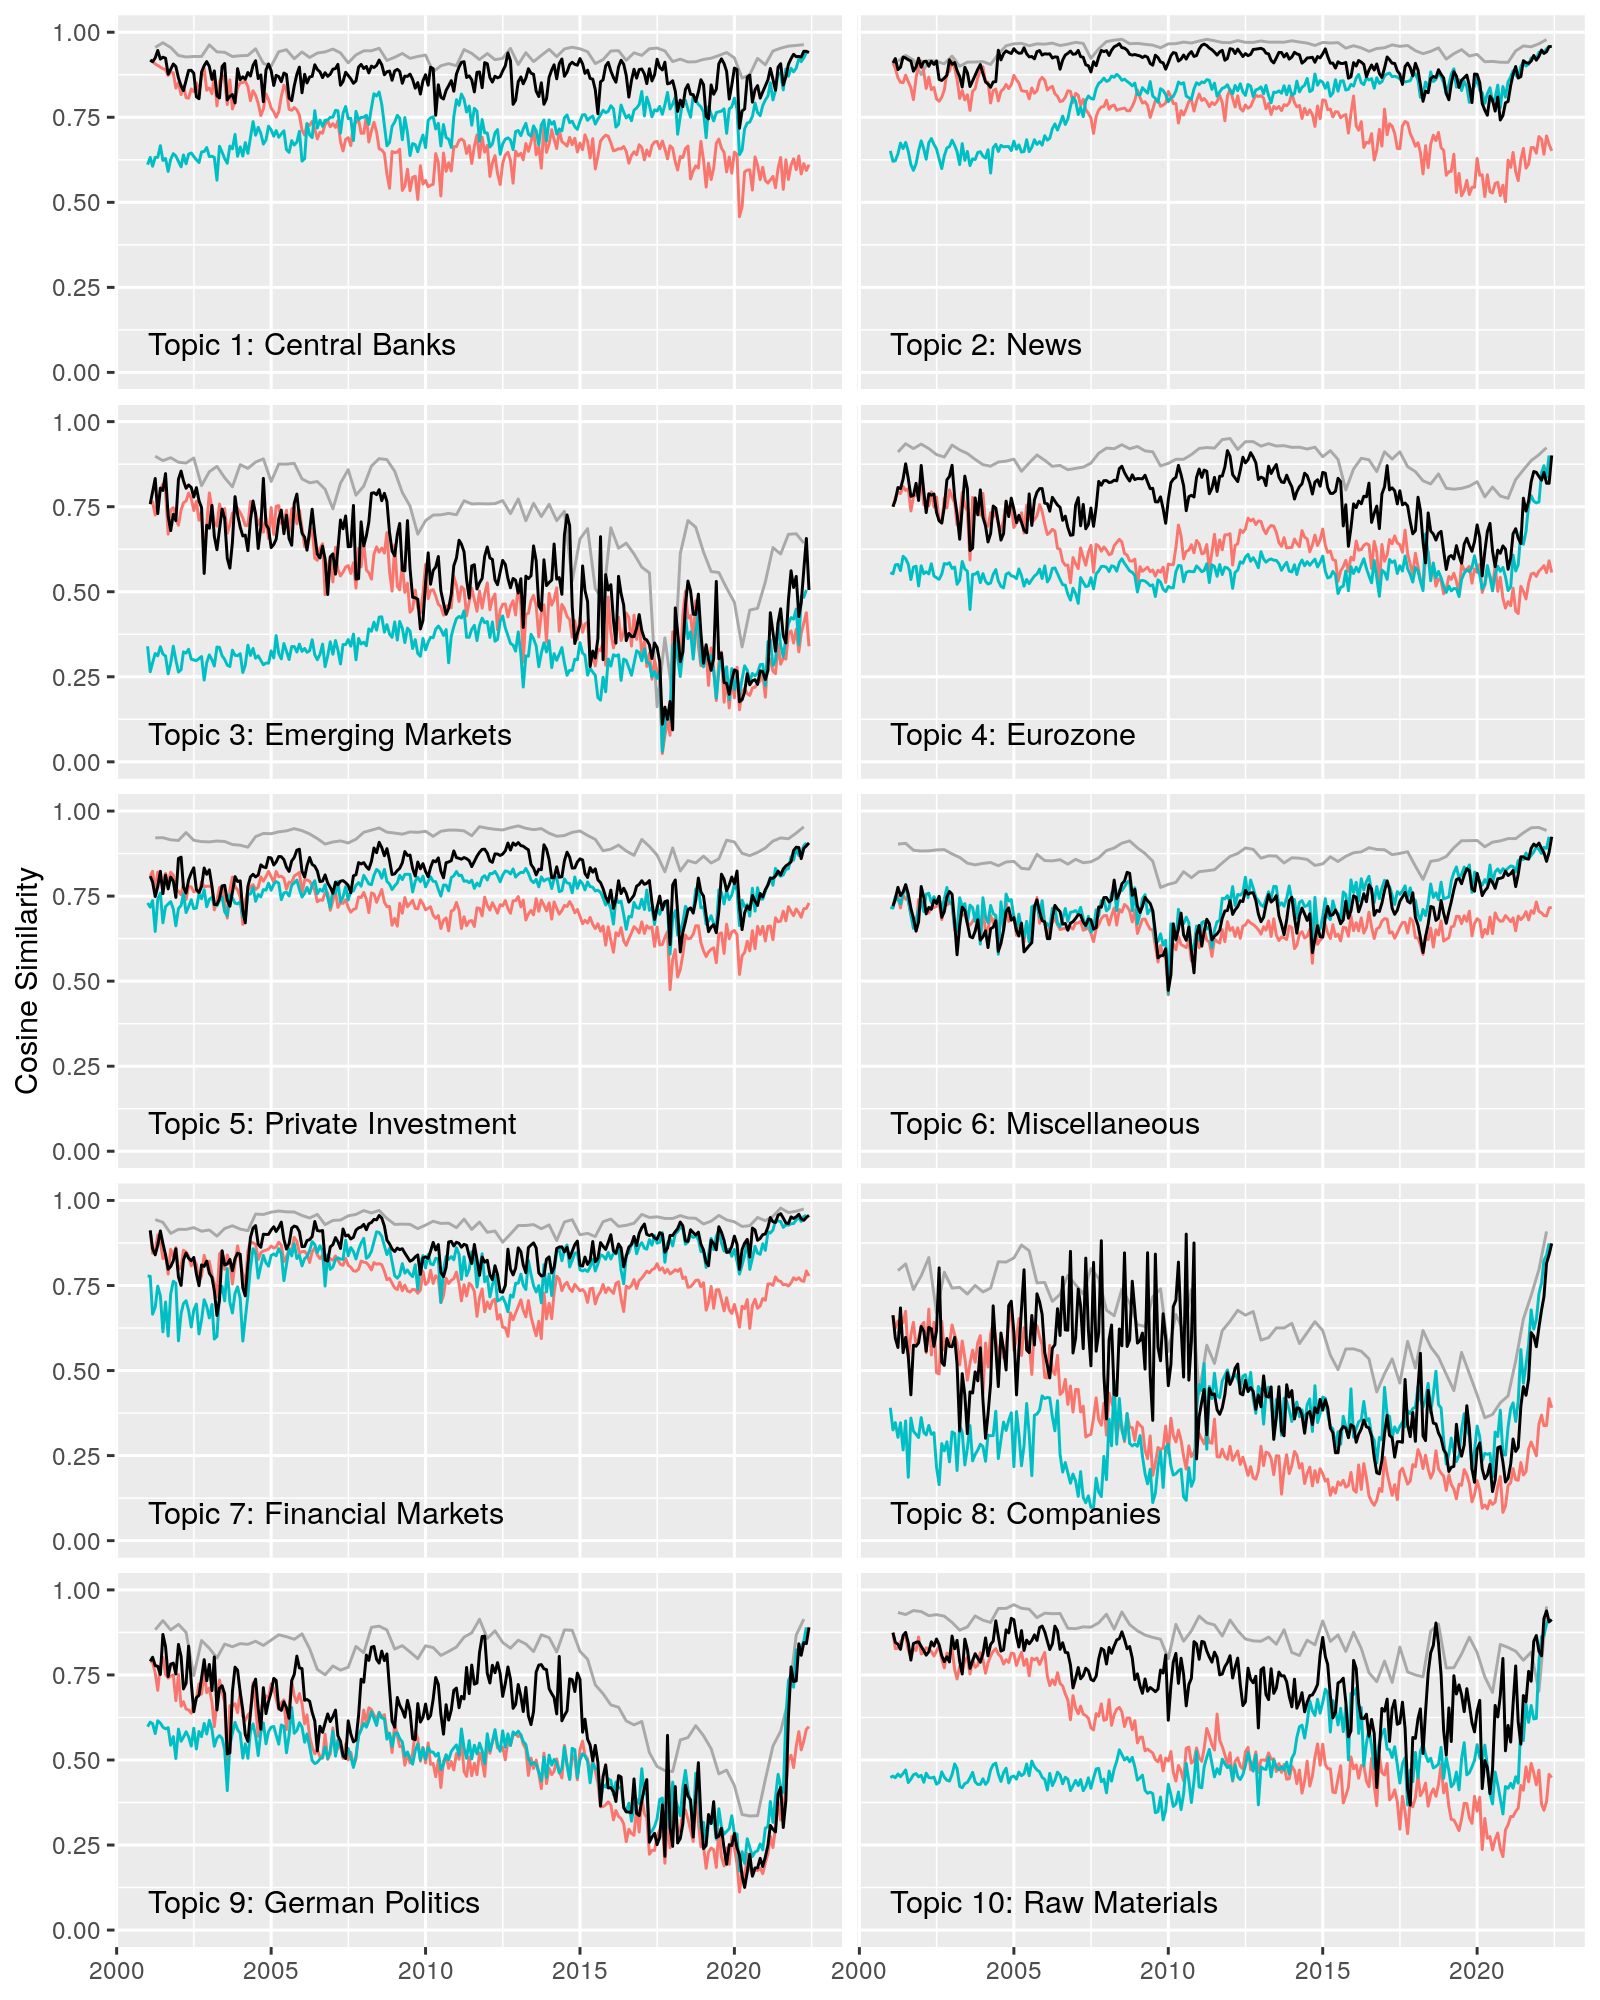 1.00
0.75
0.50
0.25
0.00
Topic 1: Central Banks
Topic 2: News
1.00
0.75
0.50
0.25
0.00
Topic 3: Emerging Markets
Topic 4: Eurozone
Cosine Similarity
1.00
0.75
0.50
0.25
0.00
Topic 5: Private Investment
Topic 6: Miscellaneous
1.00
0.75
0.50
0.25
0.00
Topic 7: Financial Markets
Topic 8: Companies
1.00
0.75
0.50
0.25
0.00
Topic 9: German Politics
Topic 10: Raw Materials
2000 2005 2010 2015 2020 2000 2005 2010 2015 2020